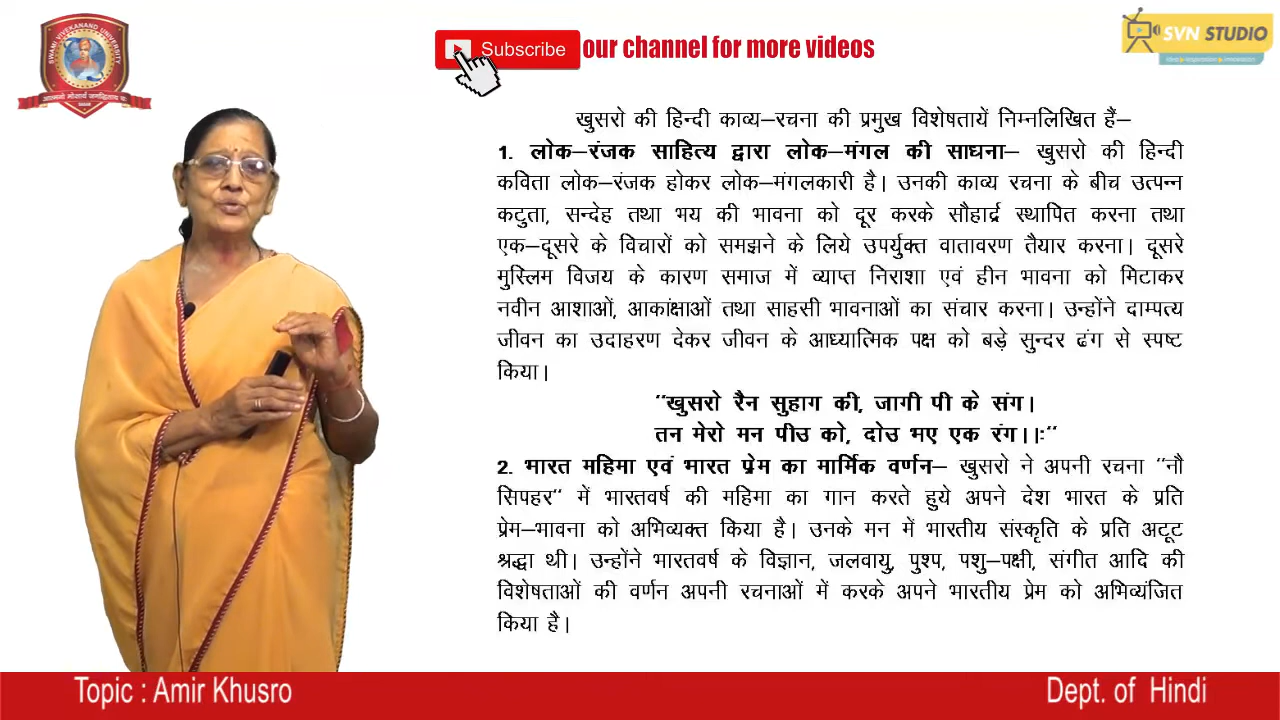 SWAMI VIVEKANAND UNIVERSITY
आत्मनो मोक्षार्थं जगद्धिताय च
Subscribe our channel for more videos
SVN STUDIO
खुसरो की हिन्दी काव्य–रचना की प्रमुख विशेषतायें निम्नलिखित हैं–
1. लोक–रंजक साहित्य द्वारा लोक–मंगल की साधना– खुसरो की हिन्दी
कविता लोक–रंजक होकर लोक–मंगलकारी है। उनकी काव्य रचना के बीच उत्पन्न
कटुता, सन्देह तथा भय की भावना को दूर करके सौहार्द्र स्थापित करना तथा
एक–दूसरे के विचारों को समझने के लिये उपर्युक्त वातावरण तैयार करना। दूसरे
मुस्लिम विजय के कारण समाज में व्याप्त निराशा एवं हीन भावना को मिटाकर
नवीन आशाओं, आकांक्षाओं तथा साहसी भावनाओं का संचार करना। उन्होंने दाम्पत्य
जीवन का उदाहरण देकर जीवन के आध्यात्मिक पक्ष को बड़े सुन्दर ढंग से स्पष्ट
किया।
"खुसरो रैन सुहाग की, जागी पी के संग।
तन मेरो मन पीउ को, दोउ भए एक रंग।।ः"
2. भारत महिमा एवं भारत प्रेम का मार्मिक वर्णन– खुसरो ने अपनी रचना "नौ
सिपहर" में भारतवर्ष की महिमा का गान करते हुये अपने देश भारत के प्रति
प्रेम–भावना को अभिव्यक्त किया है। उनके मन में भारतीय संस्कृति के प्रति अटूट
श्रद्धा थी। उन्होंने भारतवर्ष के विज्ञान, जलवायु, पुश्प, पशु–पक्षी, संगीत आदि की
विशेषताओं की वर्णन अपनी रचनाओं में करके अपने भारतीय प्रेम को अभिव्यंजित
किया है।
Topic : Amir Khusro
Dept. of Hindi